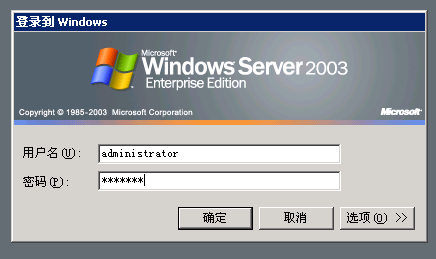 登录到 Windows
Microsoft®
Windows Server 2003
Enterprise Edition
Copyright © 1985-2003 Microsoft Corporation Microsoft
用户名(U): administrator
密码(P): *******
确定 取消 选项(O) >>